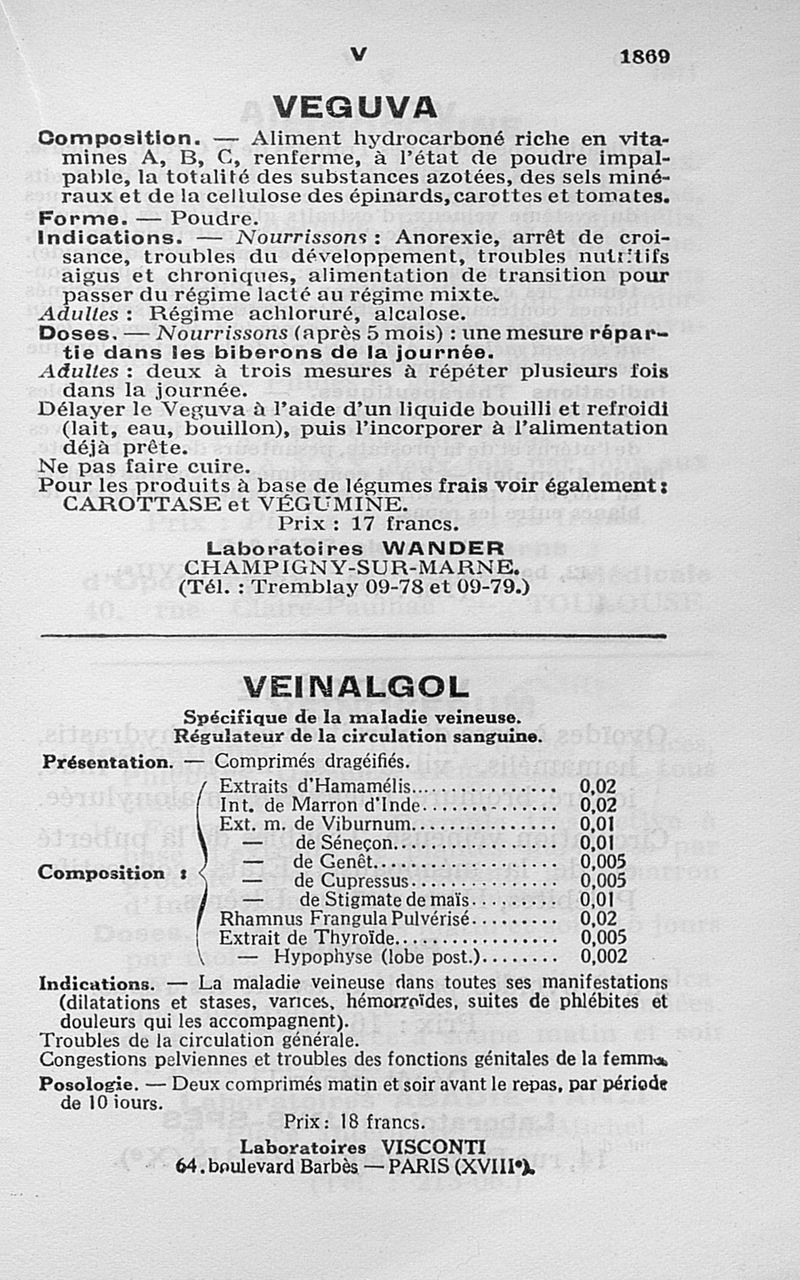 V 1869
VEGUVA
Composition. — Aliment hydrocarboné riche en vita-
mines A, B, C, renferme, à l'état de poudre impal-
pable, la totalité des substances azotées, des sels miné-
raux et de la cellulose des épinards, carottes et tomates.
Forme. — Poudre.
Indications. — Nourrissons : Anorexie, arrêt de croi-
sance, troubles du développement, troubles nutritifs
aigus et chroniques, alimentation de transition pour
passer du régime lacté au régime mixte.
Adultes : Régime achloruré, alcalose.
Doses. — Nourrissons (après 5 mois) : une mesure répar-
tie dans les biberons de la journée.
Adultes : deux à trois mesures à répéter plusieurs fois
dans la journée.
Délayer le Veguva à l'aide d'un liquide bouilli et refroidi
(lait, eau, bouillon), puis l'incorporer à l'alimentation
déjà prête.
Ne pas faire cuire.
Pour les produits à base de légumes frais voir également :
CAROTTASE et VÉGUMINE.
Prix : 17 francs.
Laboratoires WANDER
CHAMPIGNY-SUR-MARNE.
(Tél. : Tremblay 09-78 et 09-79.)
VEINALGOL
Spécifique de la maladie veineuse.
Régulateur de la circulation sanguine.
Présentation. — Comprimés dragéifiés.
Extraits d'Hamamélis................ 0,02
Int. de Marron d'Inde............... 0,02
Ext. m. de Viburnum................ 0,01
— de Séneçon.................. 0,01
— de Genêt.................... 0,005
Composition :
— de Cupressus................ 0,005
— de Stigmate de maïs......... 0,01
Rhamnus Frangula Pulvérisé......... 0,02
Extrait de Thyroïde................. 0,005
— Hypophyse (lobe post.)........ 0,002
Indications. — La maladie veineuse dans toutes ses manifestations
(dilatations et stases, varices, hémorroïdes, suites de phlébites et
douleurs qui les accompagnent).
Troubles de la circulation générale.
Congestions pelviennes et troubles des fonctions génitales de la femme.
Posologie. — Deux comprimés matin et soir avant le repas, par période
de 10 jours.
Prix : 18 francs.
Laboratoires VISCONTI
64, boulevard Barbès — PARIS (XVIIIe).